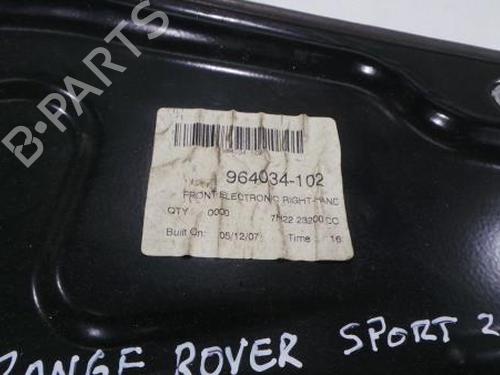 B-PARTS
964034-102
FRONT ELECTRONIC RIGHT-HAND
QTY 0000 7H22 23200 CC
Built On: 05/12/07 Time : 16
RANGE ROVER SPORT 2